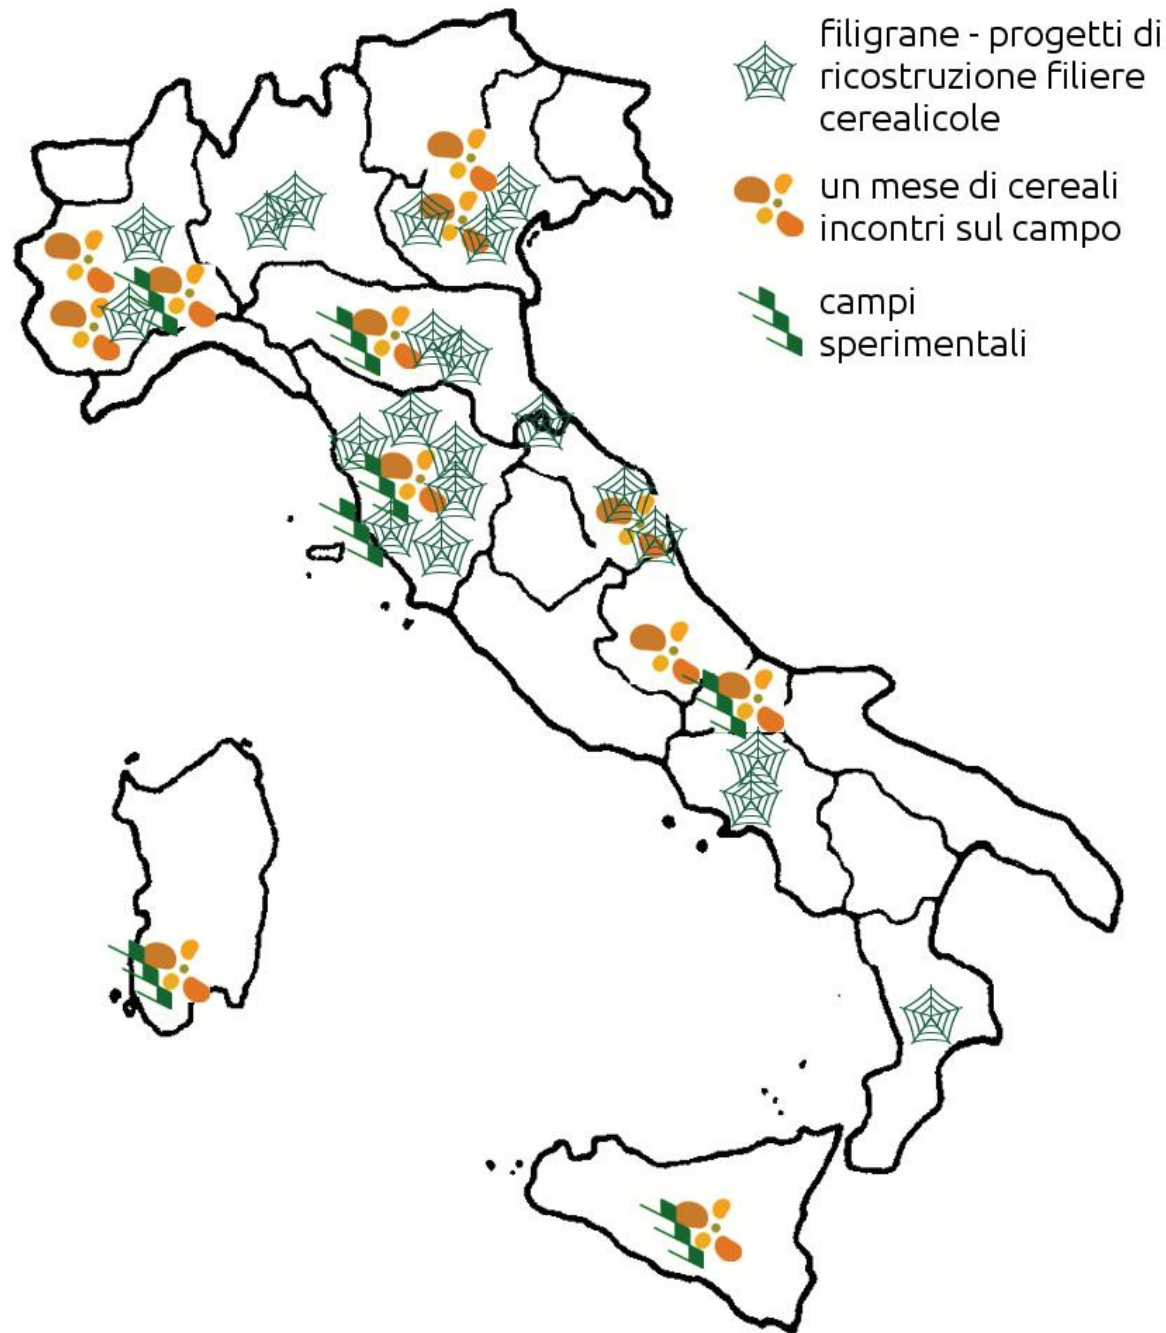 filigrane - progetti di
ricostruzione filiere
cerealicole
un mese di cereali
incontri sul campo
campi
sperimentali